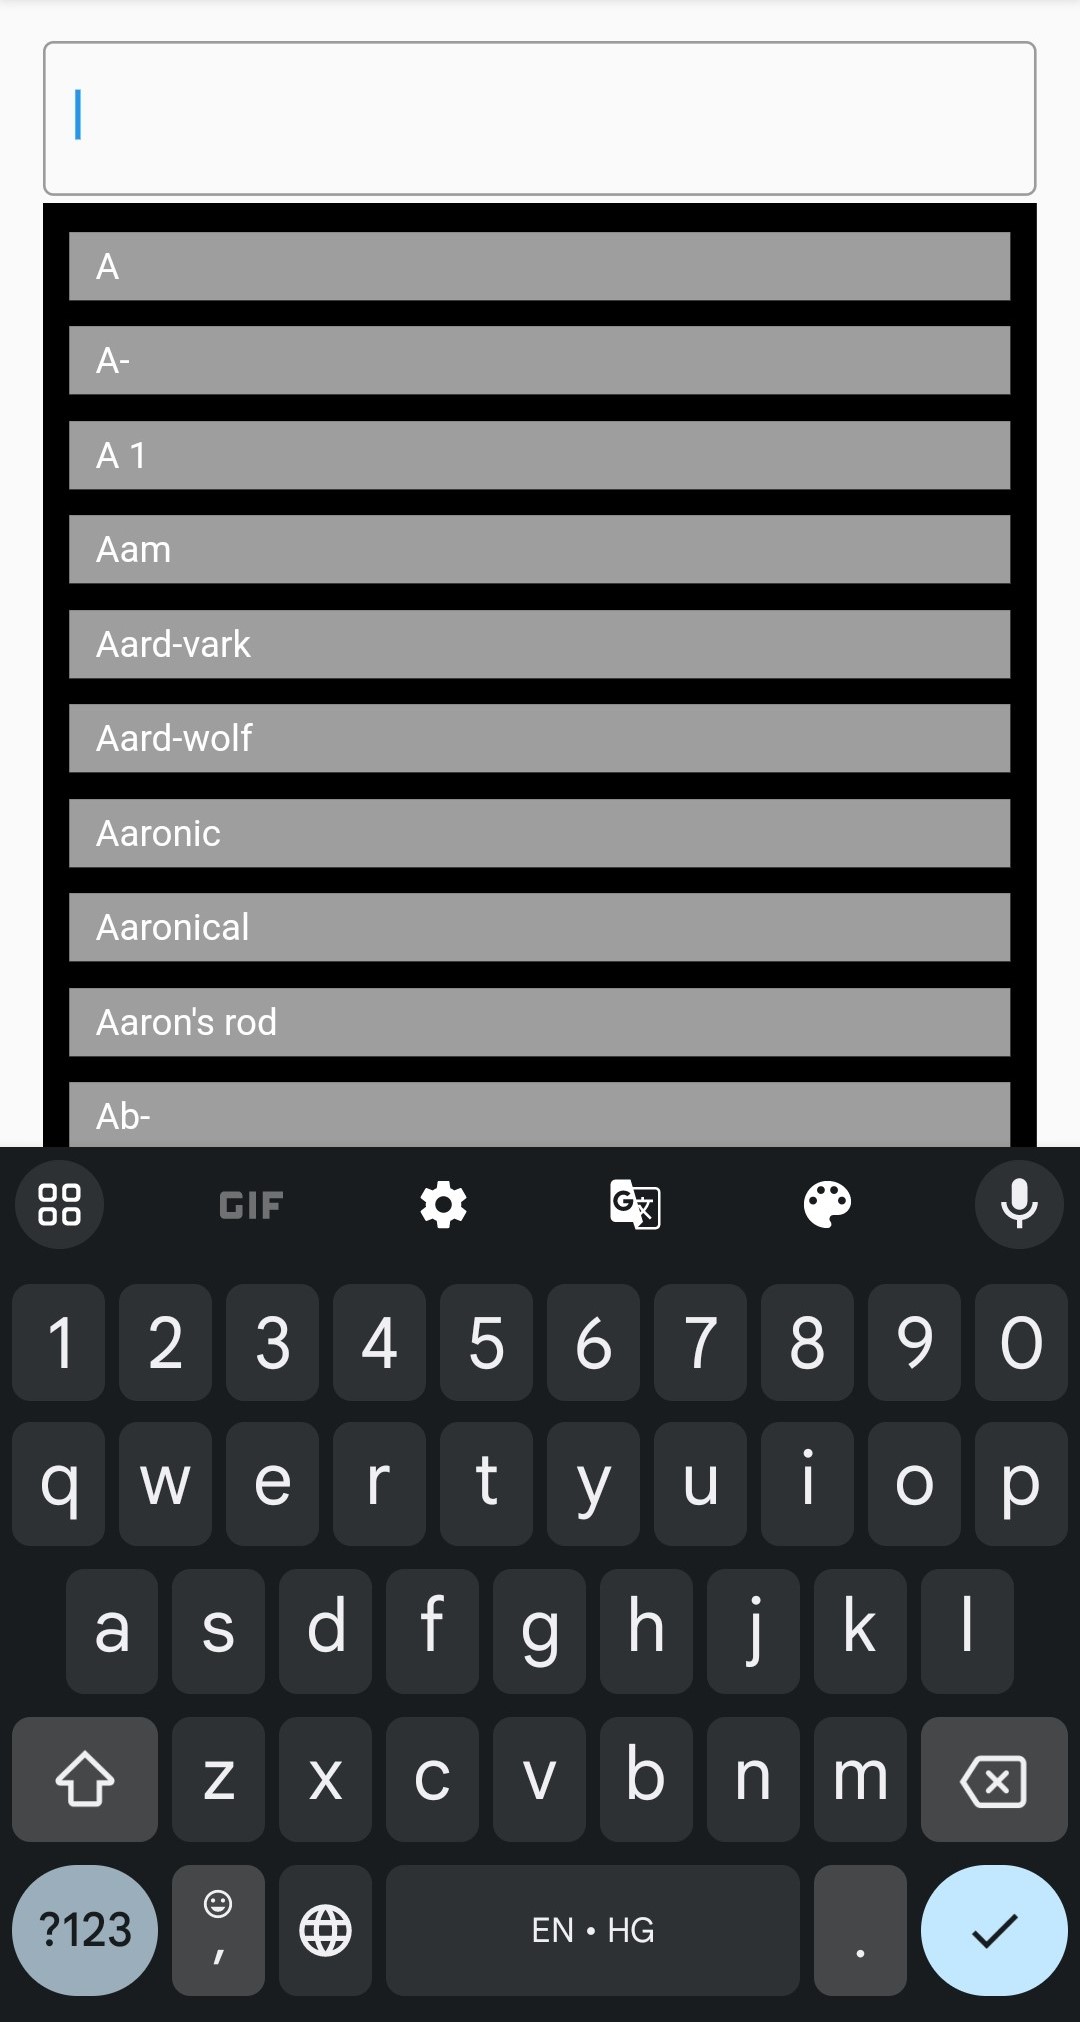 A
A-
A 1
Aam
Aard-vark
Aard-wolf
Aaronic
Aaronical
Aaron's rod
Ab-
GIF
1 2 3 4 5 6 7 8 9 0
q w e r t y u i o p
a s d f g h j k l
z x c v b n m
?123 , EN • HG .